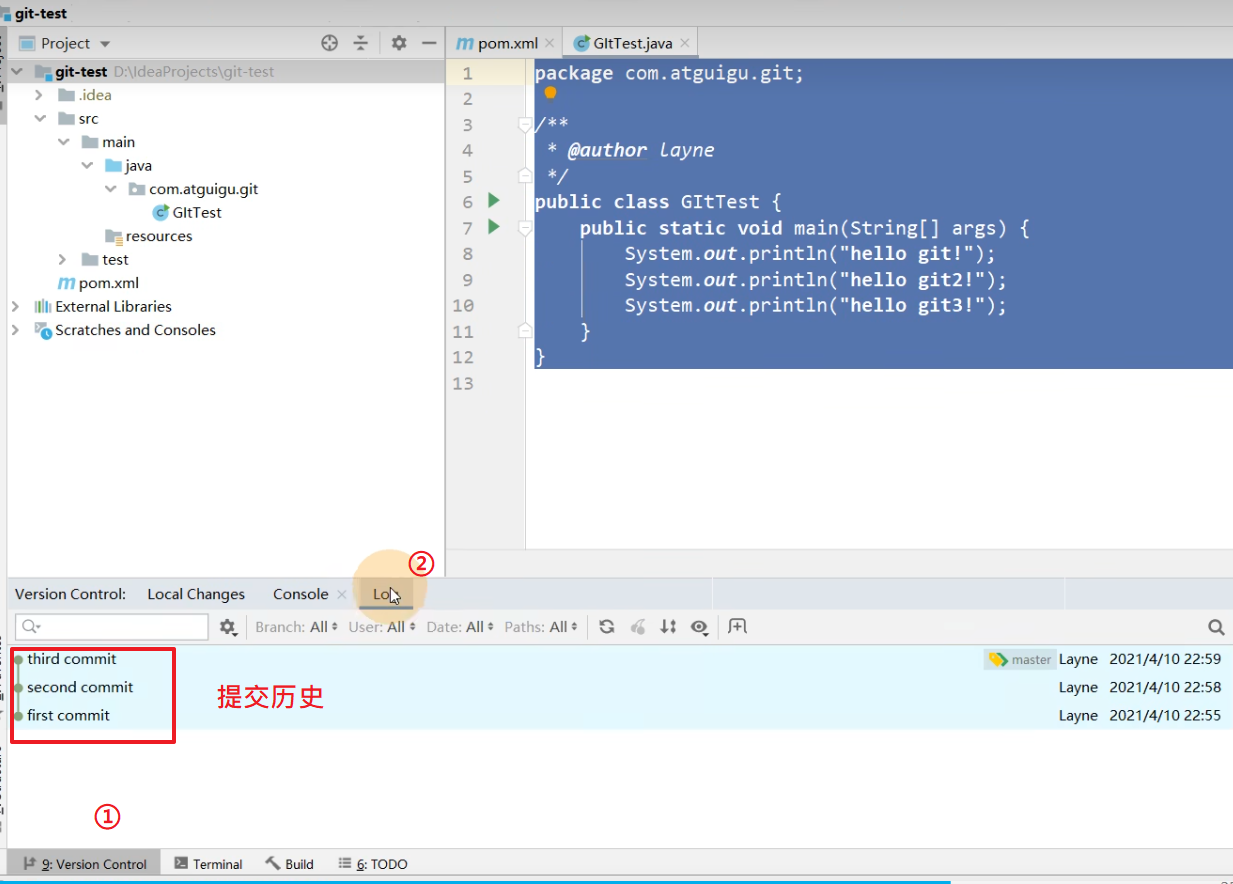 git-test
Project
pom.xml
GItTest.java
git-test D:\IdeaProjects\git-test
.idea
src
main
java
com.atguigu.git
GItTest
resources
test
pom.xml
External Libraries
Scratches and Consoles
1 package com.atguigu.git;
2
3 /**
4 * @author layne
5 */
6 public class GItTest {
7 public static void main(String[] args) {
8 System.out.println("hello git!");
9 System.out.println("hello git2!");
10 System.out.println("hello git3!");
11 }
12 }
13
②
Version Control: Local Changes Console Log
Branch: All User: All Date: All Paths: All
third commit master Layne 2021/4/10 22:59
second commit Layne 2021/4/10 22:58
first commit Layne 2021/4/10 22:55
提交历史
①
9: Version Control Terminal Build 6: TODO